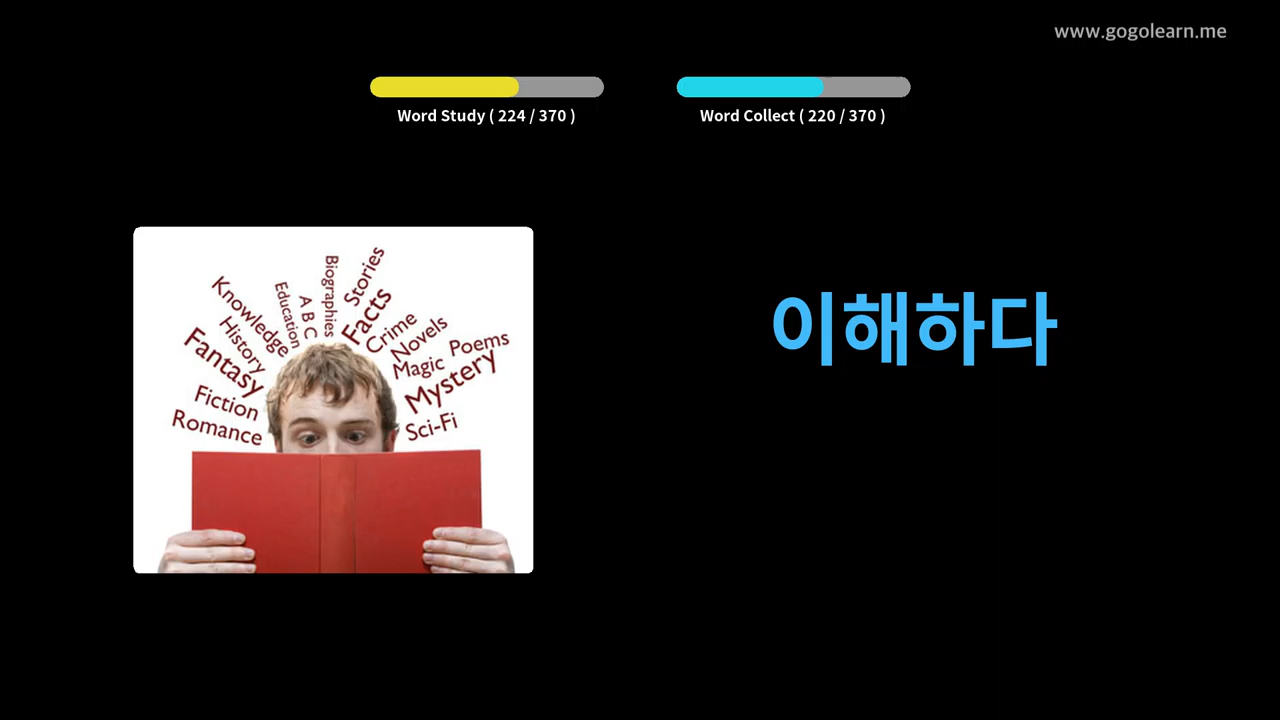 www.gogolearn.me
Word Study ( 224 / 370 )
Word Collect ( 220 / 370 )
Knowledge
History
Fantasy
Fiction
Romance
Education
A B C
Biographies
Stories
Facts
Crime
Novels
Magic
Poems
Mystery
Sci-Fi
이해하다